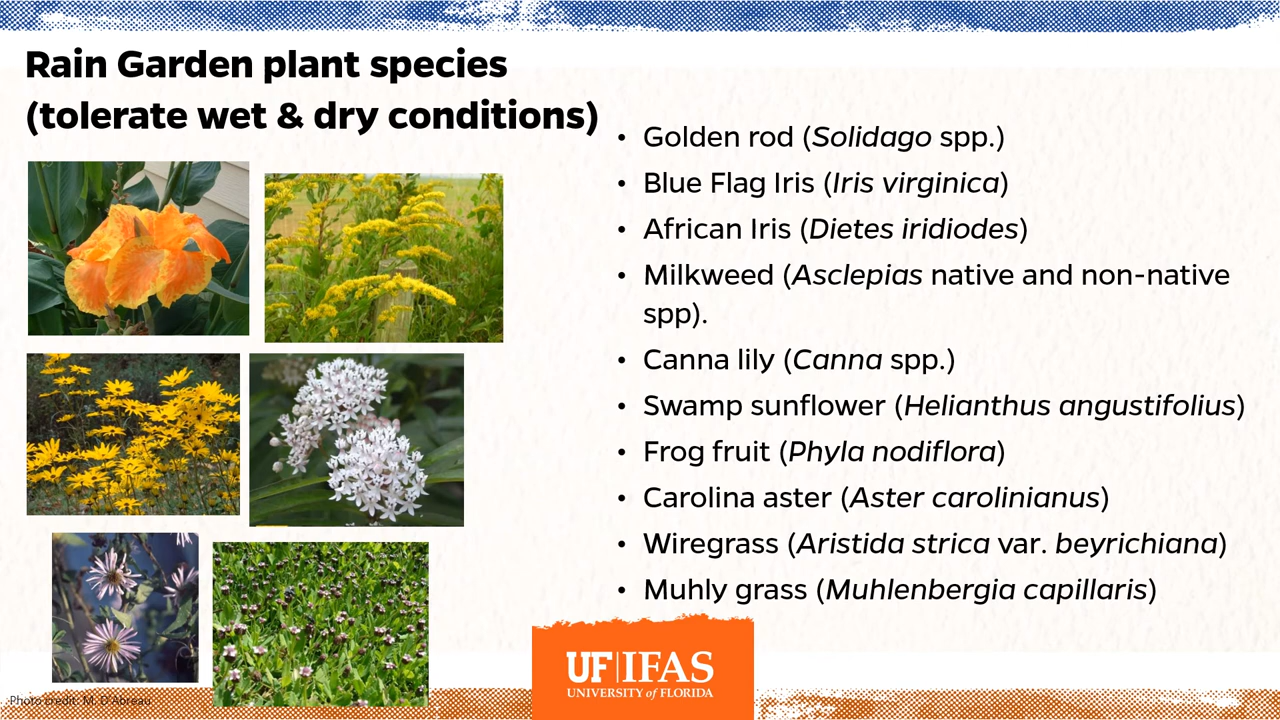 Rain Garden plant species
(tolerate wet & dry conditions)
• Golden rod (Solidago spp.)
• Blue Flag Iris (Iris virginica)
• African Iris (Dietes iridiodes)
• Milkweed (Asclepias native and non-native
spp).
• Canna lily (Canna spp.)
• Swamp sunflower (Helianthus angustifolius)
• Frog fruit (Phyla nodiflora)
• Carolina aster (Aster carolinianus)
• Wiregrass (Aristida strica var. beyrichiana)
• Muhly grass (Muhlenbergia capillaris)
UF|IFAS
UNIVERSITY of FLORIDA
Photo credit: M. D'Abreau